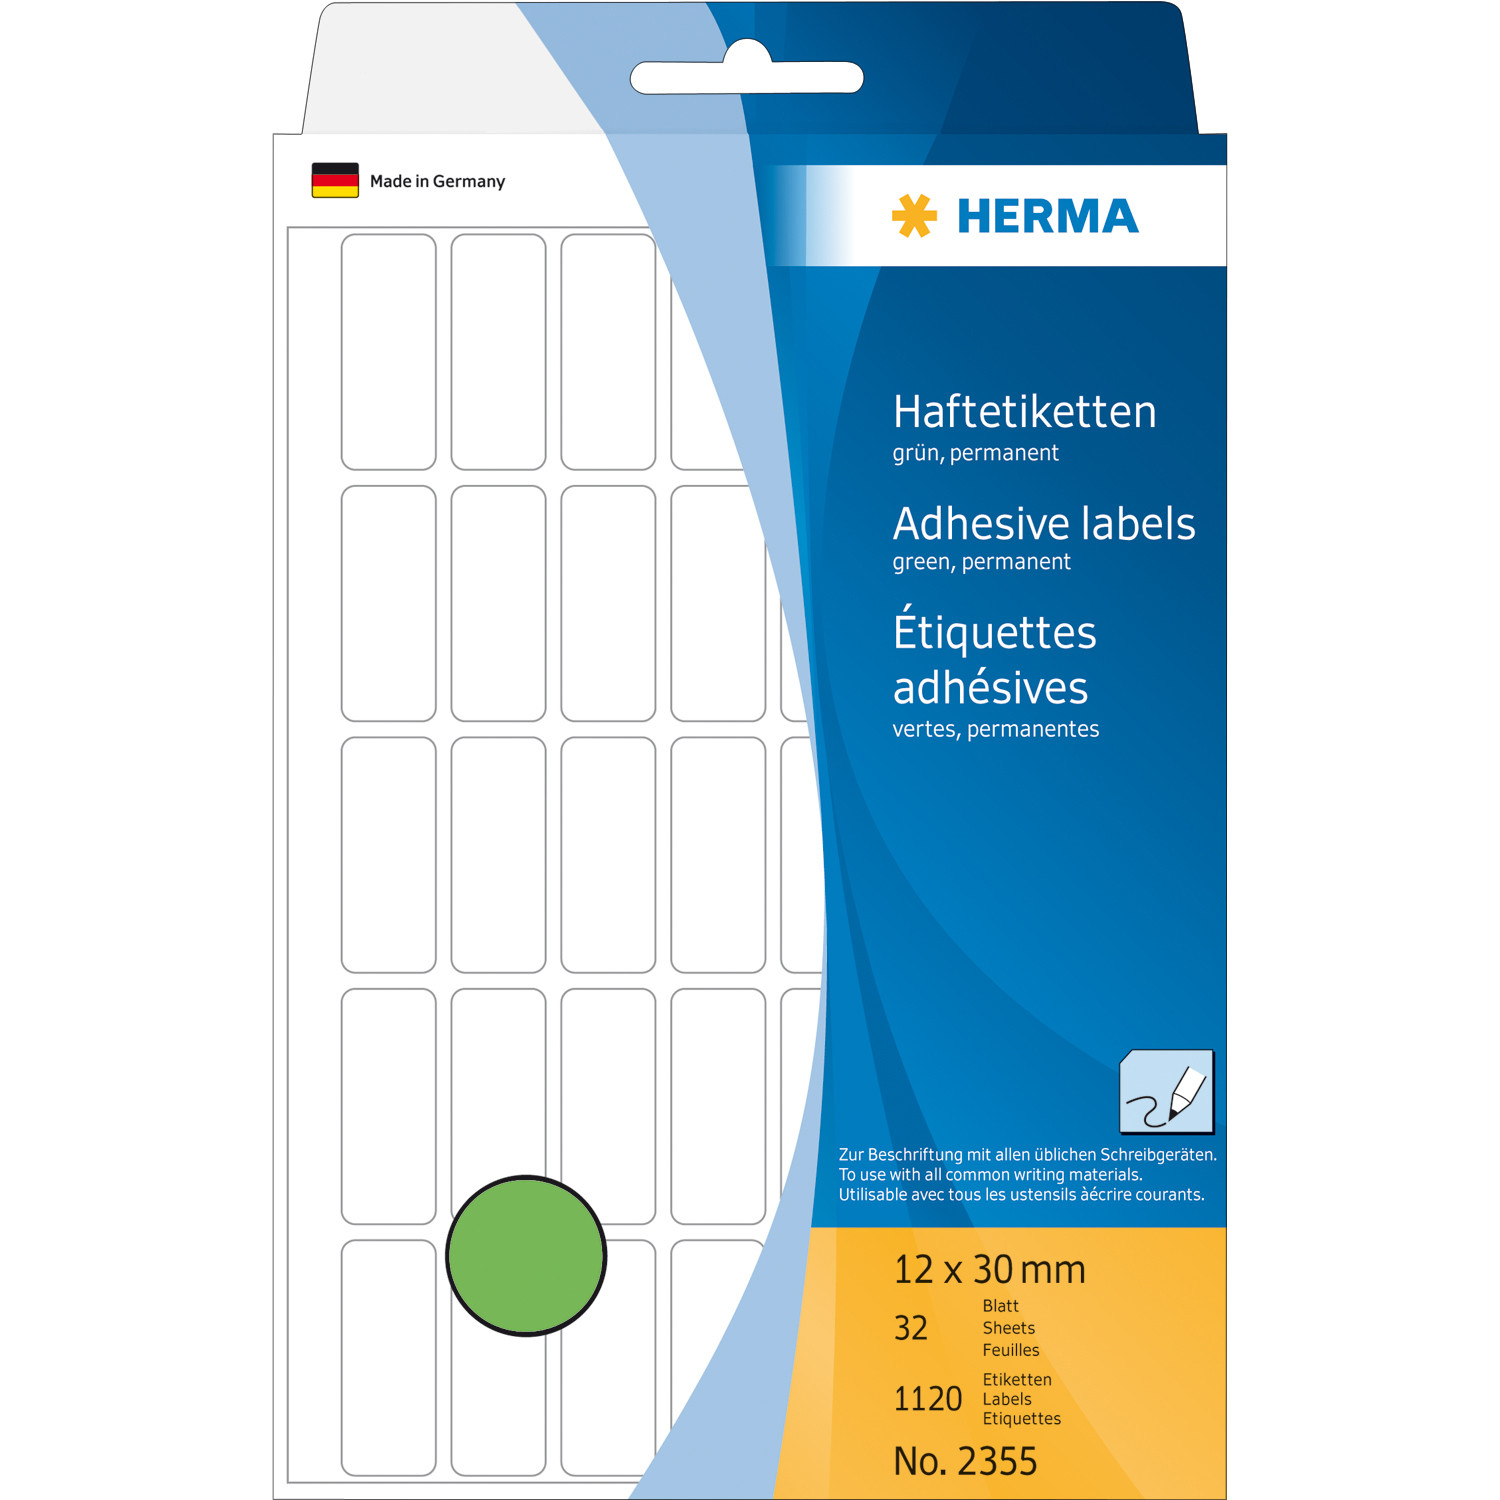 Made in Germany
HERMA
Haftetiketten
grün, permanent
Adhesive labels
green, permanent
Étiquettes
adhésives
vertes, permanentes
Zur Beschriftung mit allen üblichen Schreibgeräten.
To use with all common writing materials.
Utilisable avec tous les ustensils àécrire courants.
12 x 30 mm
32
Blatt
Sheets
Feuilles
1120
Etiketten
Labels
Etiquettes
No. 2355